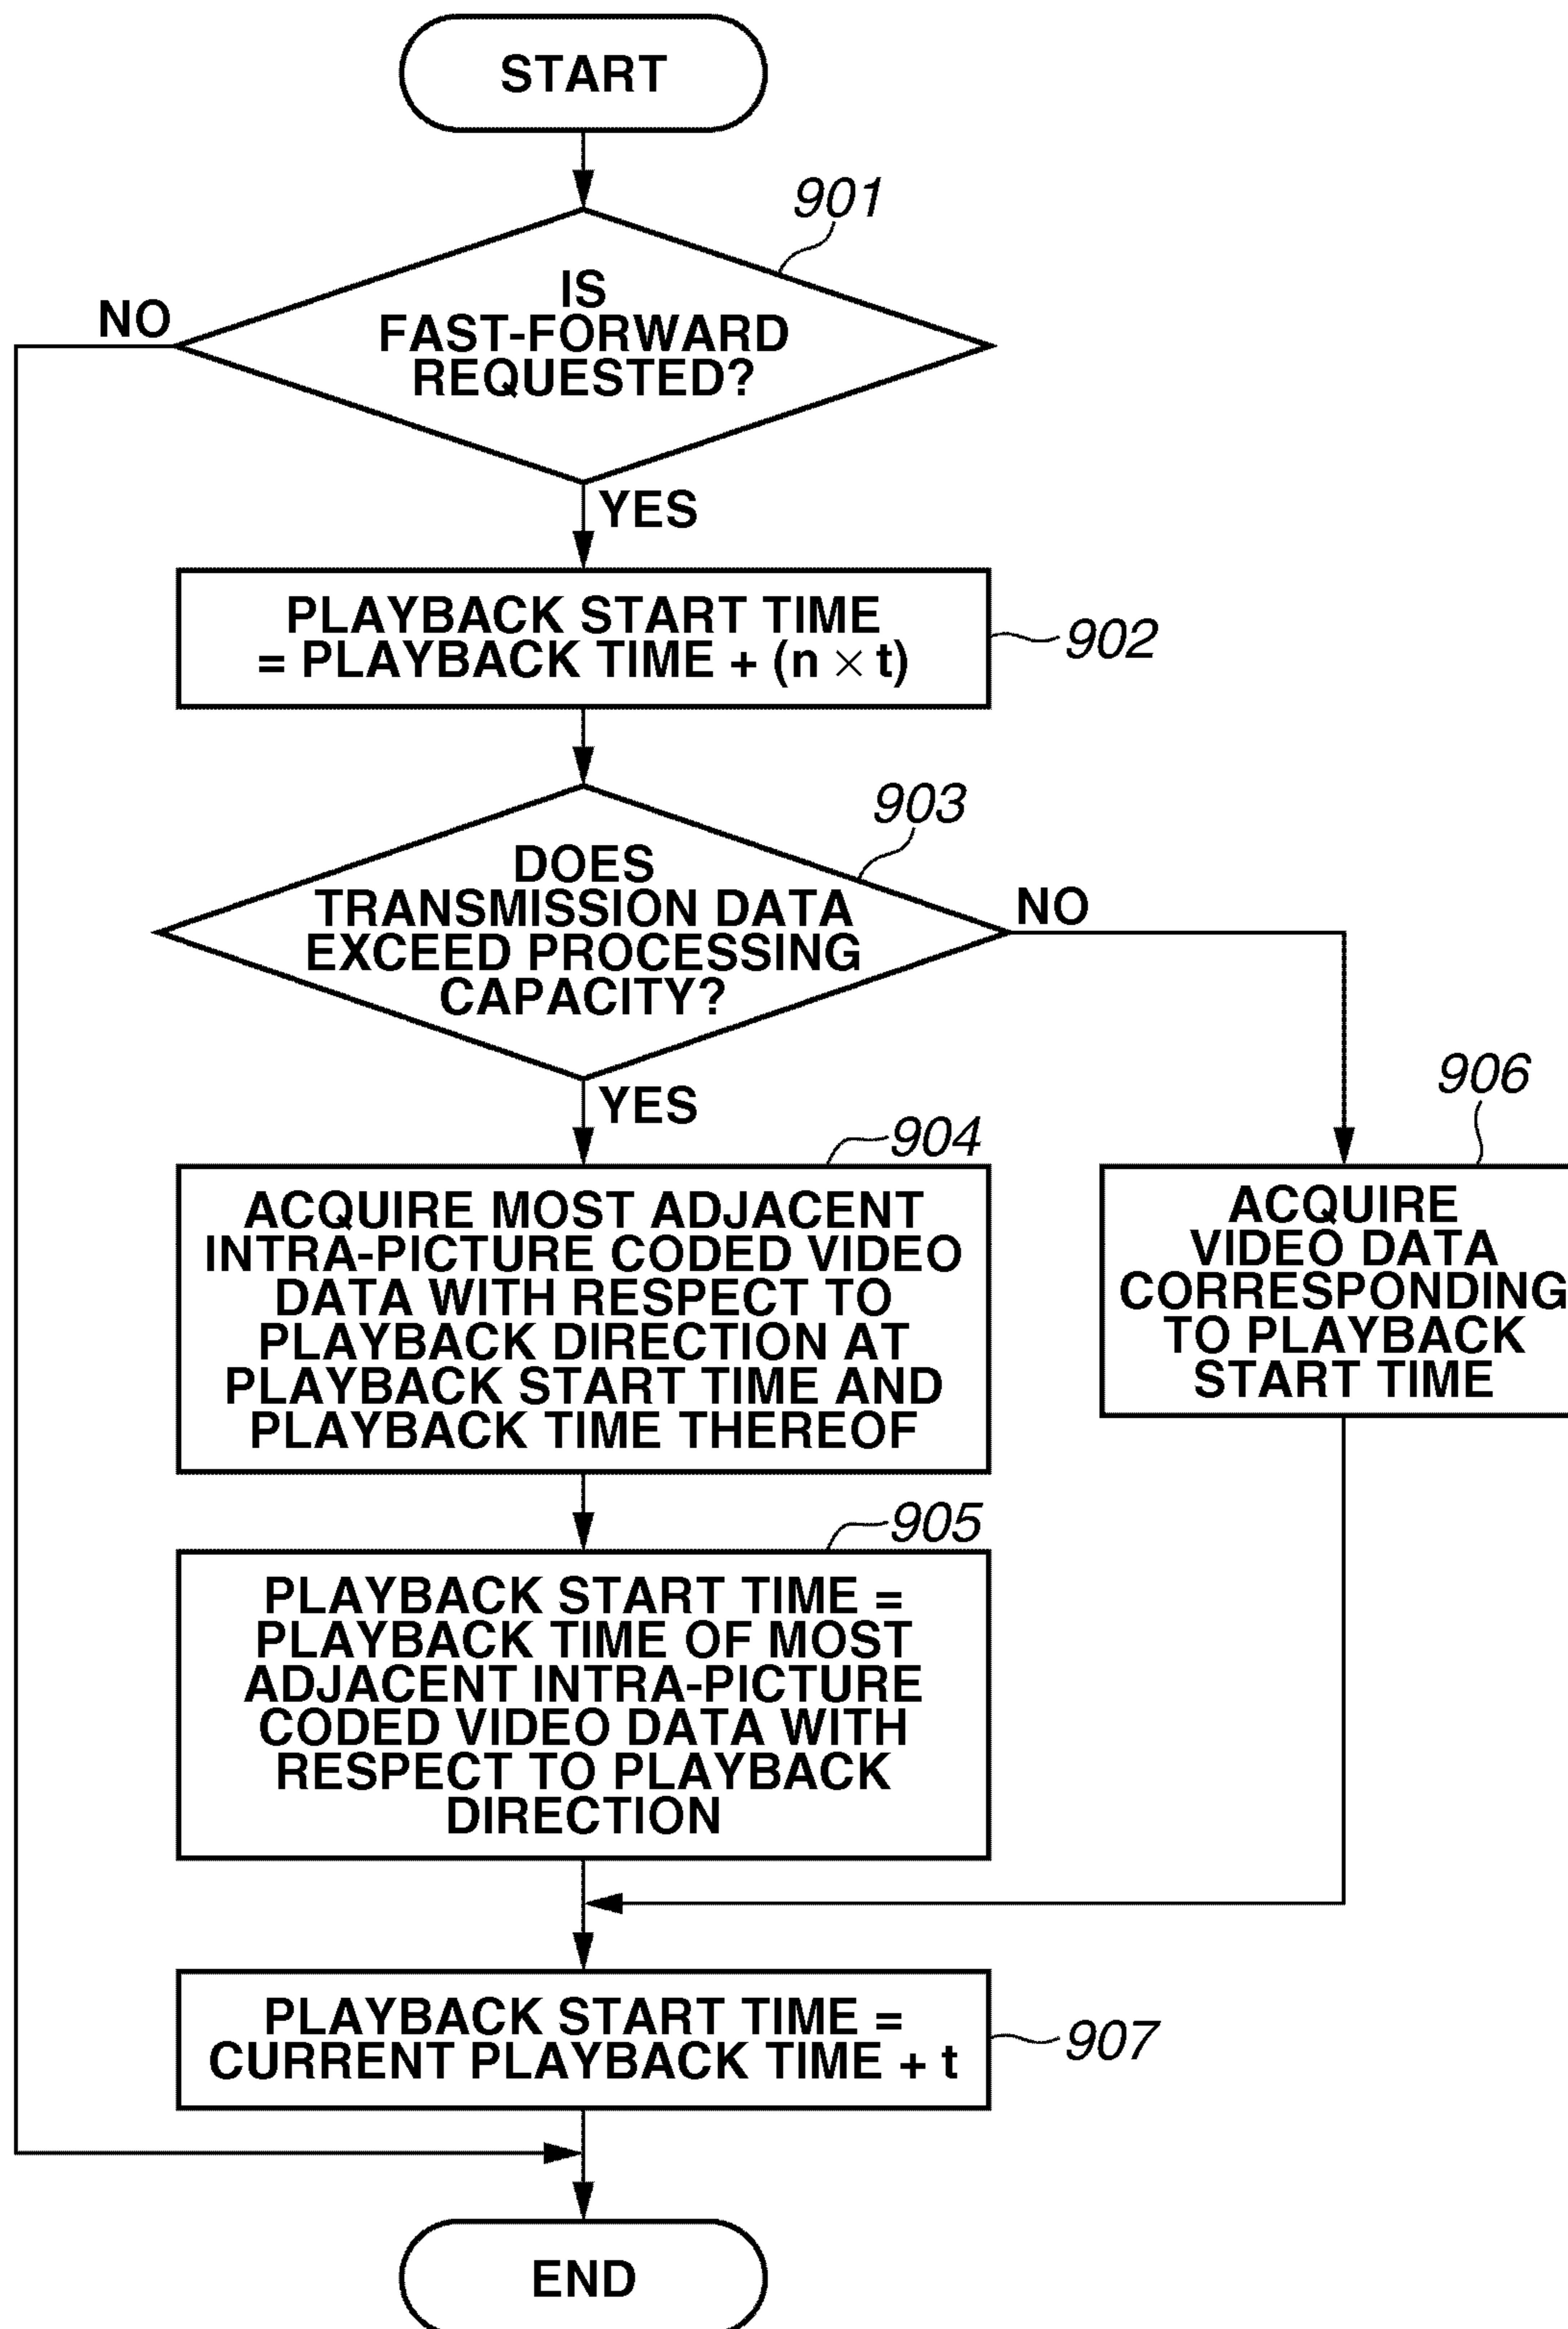 START
901
IS
FAST-FORWARD
REQUESTED?
NO
YES
PLAYBACK START TIME
= PLAYBACK TIME + (n × t)
902
903
DOES
TRANSMISSION DATA
EXCEED PROCESSING
CAPACITY?
NO
YES
904
ACQUIRE MOST ADJACENT
INTRA-PICTURE CODED VIDEO
DATA WITH RESPECT TO
PLAYBACK DIRECTION AT
PLAYBACK START TIME AND
PLAYBACK TIME THEREOF
906
ACQUIRE
VIDEO DATA
CORRESPONDING
TO PLAYBACK
START TIME
905
PLAYBACK START TIME =
PLAYBACK TIME OF MOST
ADJACENT INTRA-PICTURE
CODED VIDEO DATA WITH
RESPECT TO PLAYBACK
DIRECTION
PLAYBACK START TIME =
CURRENT PLAYBACK TIME + t
907
END